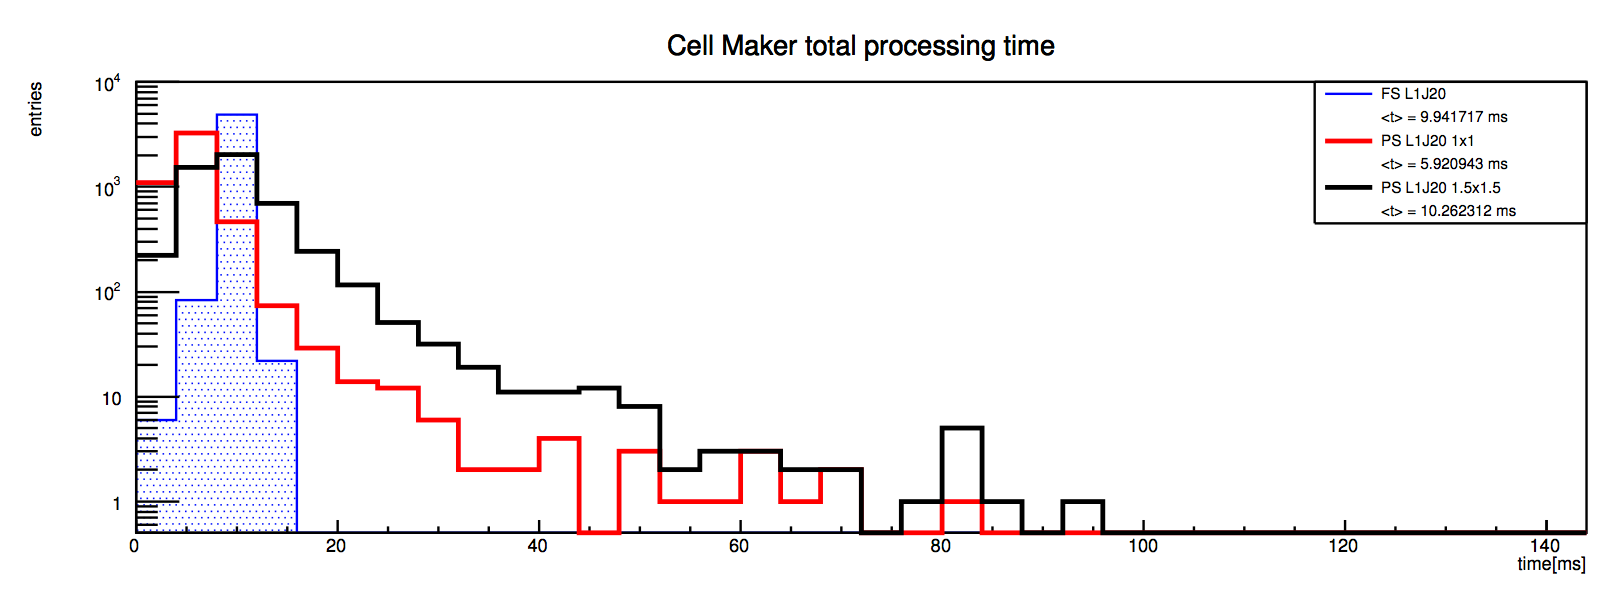 Cell Maker total processing time
entries
10^4
10^3
10^2
10
1
FS L1J20
<t> = 9.941717 ms
PS L1J20 1x1
<t> = 5.920943 ms
PS L1J20 1.5x1.5
<t> = 10.262312 ms
0 20 40 60 80 100 120 140
time[ms]